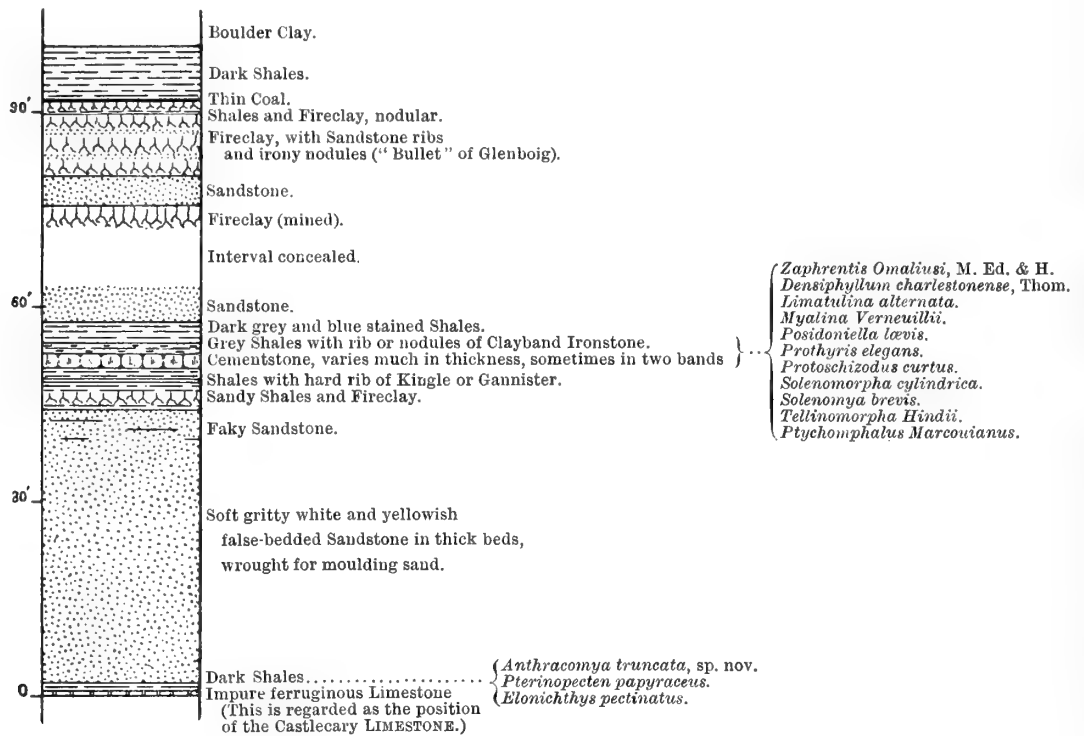 Boulder Clay.
Dark Shales.
Thin Coal.
90′
Shales and Fireclay, nodular.
Fireclay, with Sandstone ribs
and irony nodules (“Bullet” of Glenboig).
Sandstone.
Fireclay (mined).
Interval concealed.
60′
Sandstone.
Dark grey and blue stained Shales.
Grey Shales with rib or nodules of Clayband Ironstone.
Cementstone, varies much in thickness, sometimes in two bands
Zaphrentis Omaliusi, M. Ed. & H.
Densiphyllum charlestonense, Thom.
Limatulina alternata.
Myalina Verneuillii.
Posidoniella lævis.
Prothyris elegans.
Protoschizodus curtus.
Solenomorpha cylindrica.
Solenomya brevis.
Tellinomorpha Hindii.
Ptychomphalus Marcouianus.
Shales with hard rib of Kingle or Gannister.
Sandy Shales and Fireclay.
Faky Sandstone.
30′
Soft gritty white and yellowish
false-bedded Sandstone in thick beds,
wrought for moulding sand.
Dark Shales
Anthracomya truncata, sp. nov.
Pterinopecten papyraceus.
Elonichthys pectinatus.
0
Impure ferruginous Limestone
(This is regarded as the position
of the Castlecary LIMESTONE.)